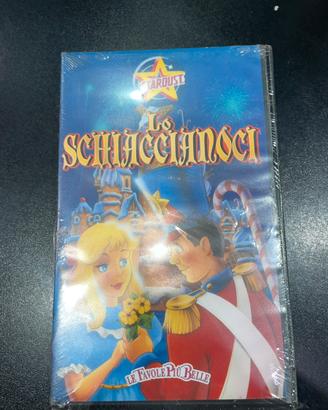 STARDUST
Lo
SCHIACCIANOCI
LE FAVOLE PIÙ BELLE